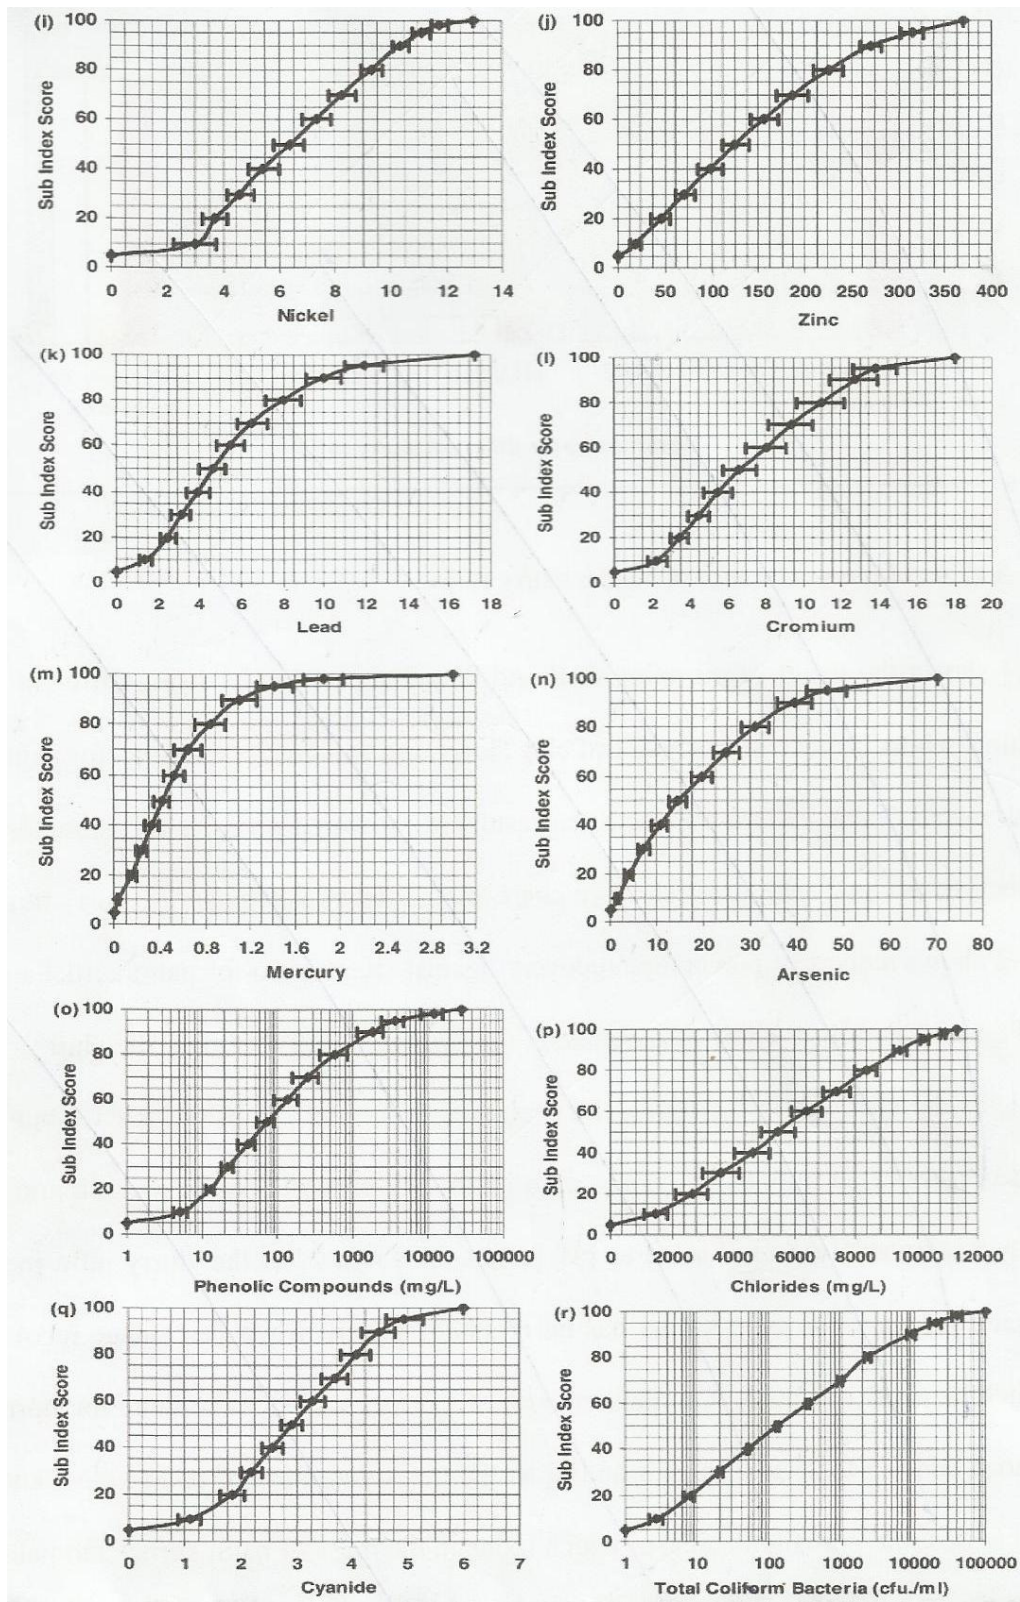 (i)
100
80
60
40
20
0
Sub Index Score
0 2 4 6 8 10 12 14
Nickel
(j)
100
80
60
40
20
0
Sub Index Score
0 50 100 150 200 250 300 350 400
Zinc
(k)
100
80
60
40
20
0
Sub Index Score
0 2 4 6 8 10 12 14 16 18
Lead
(l)
100
80
60
40
20
0
Sub Index Score
0 2 4 6 8 10 12 14 16 18 20
Cromium
(m)
100
80
60
40
20
0
Sub Index Score
0 0.4 0.8 1.2 1.6 2 2.4 2.8 3.2
Mercury
(n)
100
80
60
40
20
0
Sub Index Score
0 10 20 30 40 50 60 70 80
Arsenic
(o)
100
80
60
40
20
0
Sub Index Score
1 10 100 1000 10000 100000
Phenolic Compounds (mg/L)
(p)
100
80
60
40
20
0
Sub Index Score
0 2000 4000 6000 8000 10000 12000
Chlorides (mg/L)
(q)
100
80
60
40
20
0
Sub Index Score
0 1 2 3 4 5 6 7
Cyanide
(r)
100
80
60
40
20
0
Sub Index Score
1 10 100 1000 10000 100000
Total Coliform Bacteria (cfu./ml)